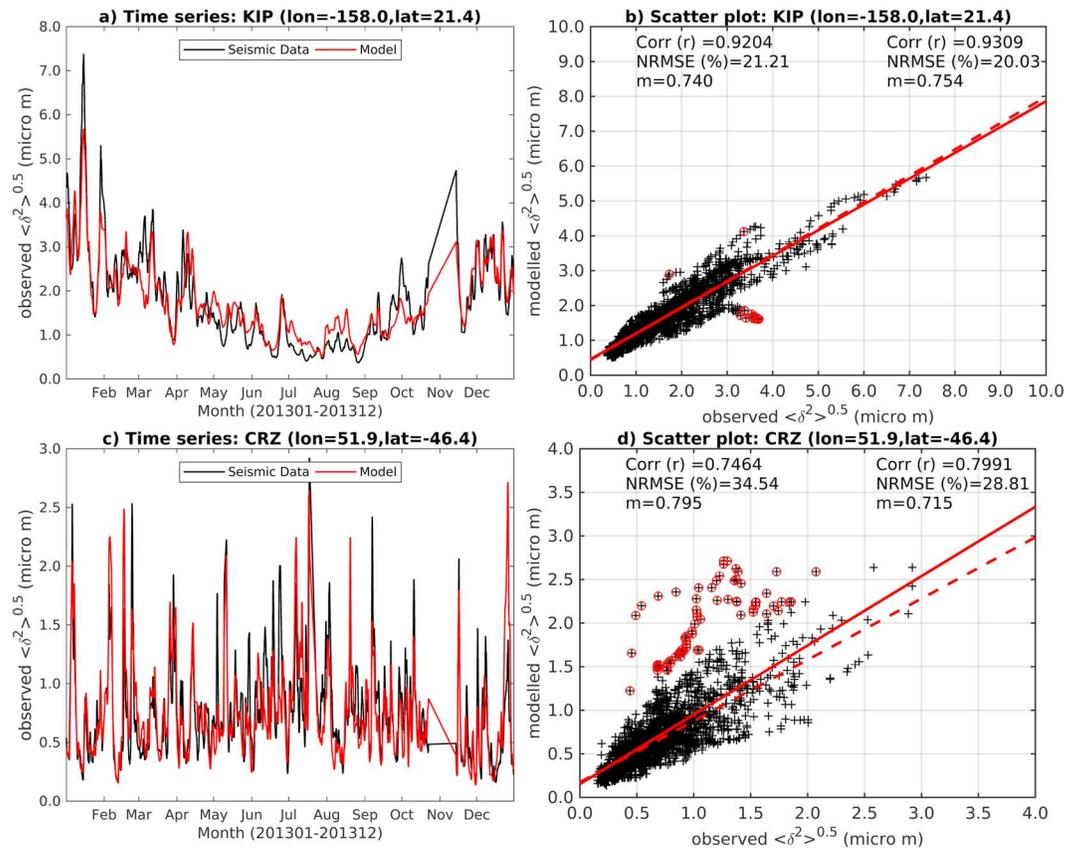 a) Time series: KIP (lon=-158.0,lat=21.4)
8.0
7.0
6.0
5.0
4.0
3.0
2.0
1.0
0.0
observed <δ²>^0.5 (micro m)
Seismic Data
Model
Feb Mar Apr May Jun Jul Aug Sep Oct Nov Dec
Month (201301-201312)
b) Scatter plot: KIP (lon=-158.0,lat=21.4)
10.0
9.0
8.0
7.0
6.0
5.0
4.0
3.0
2.0
1.0
0.0
modelled <δ²>^0.5 (micro m)
Corr (r) =0.9204
NRMSE (%)=21.21
m=0.740
Corr (r) =0.9309
NRMSE (%)=20.03
m=0.754
0.0 1.0 2.0 3.0 4.0 5.0 6.0 7.0 8.0 9.0 10.0
observed <δ²>^0.5 (micro m)
c) Time series: CRZ (lon=51.9,lat=-46.4)
3.0
2.5
2.0
1.5
1.0
0.5
0.0
observed <δ²>^0.5 (micro m)
Seismic Data
Model
Feb Mar Apr May Jun Jul Aug Sep Oct Nov Dec
Month (201301-201312)
d) Scatter plot: CRZ (lon=51.9,lat=-46.4)
4.0
3.5
3.0
2.5
2.0
1.5
1.0
0.5
0.0
modelled <δ²>^0.5 (micro m)
Corr (r) =0.7464
NRMSE (%)=34.54
m=0.795
Corr (r) =0.7991
NRMSE (%)=28.81
m=0.715
0.0 0.5 1.0 1.5 2.0 2.5 3.0 3.5 4.0
observed <δ²>^0.5 (micro m)